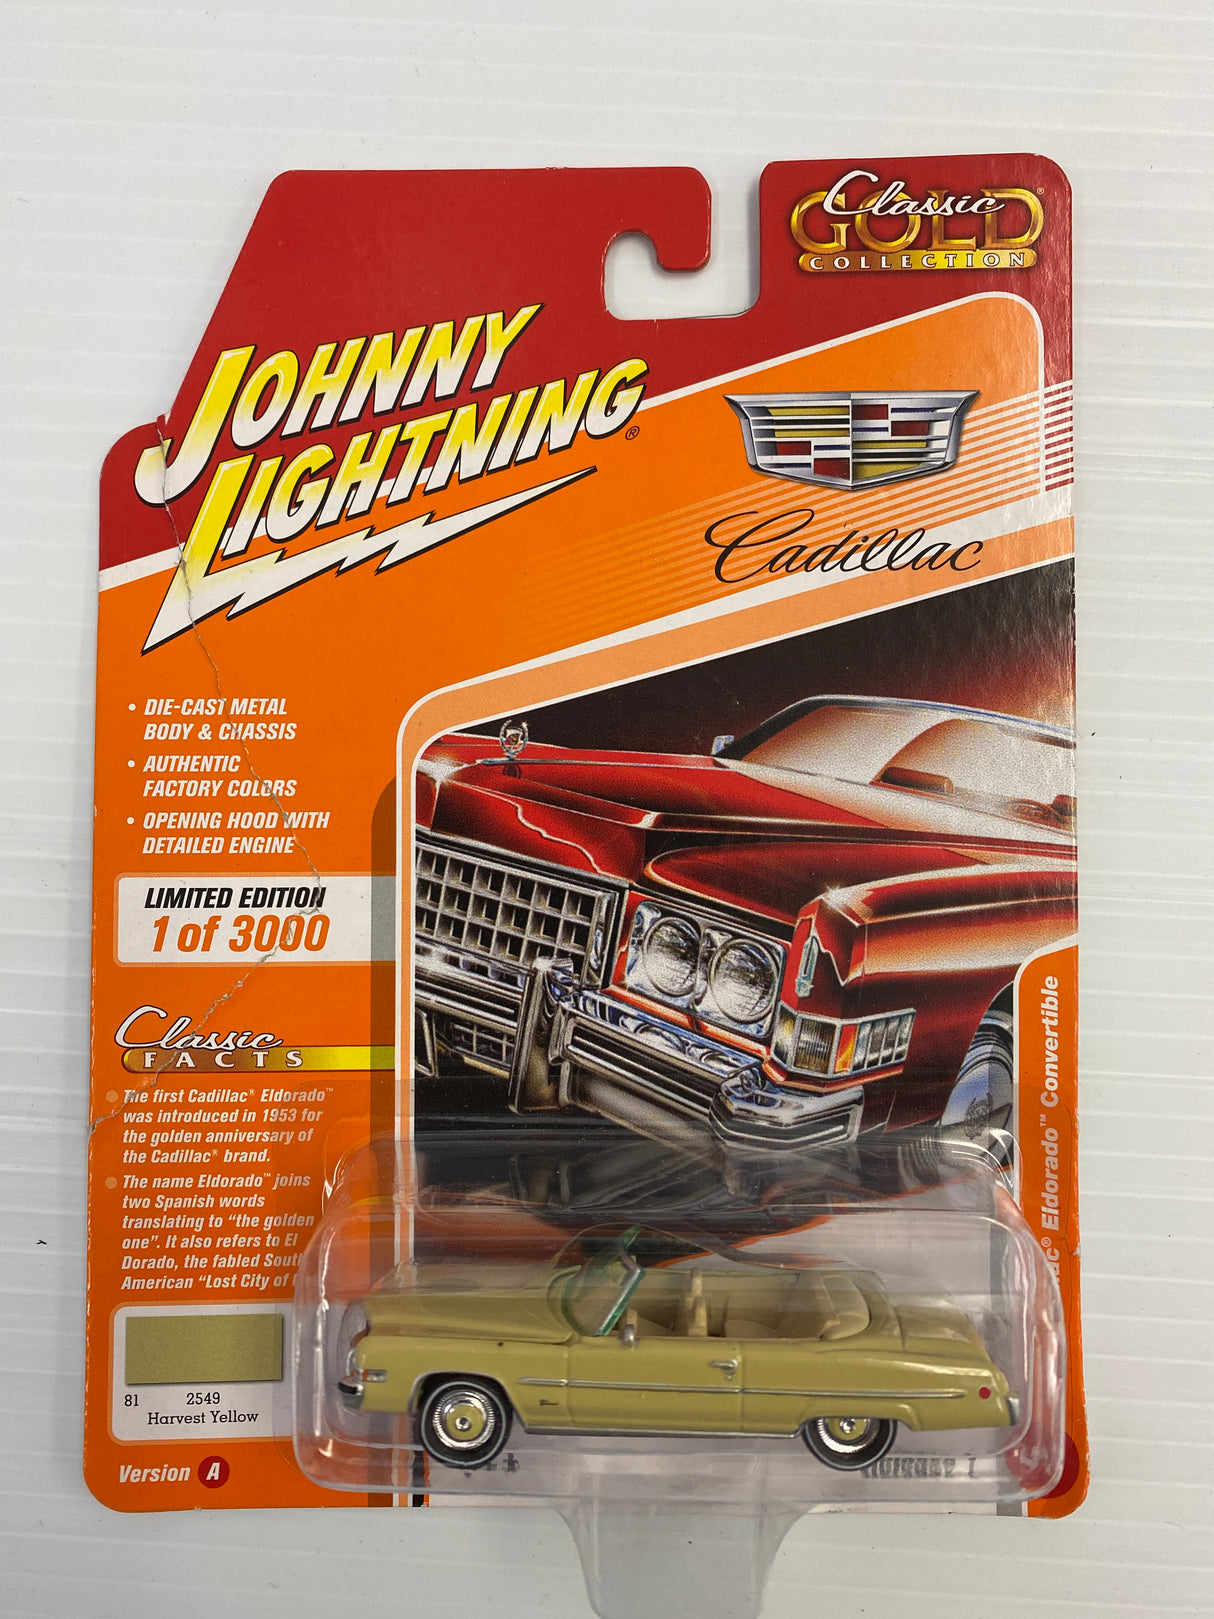 Classic
GOLD®
COLLECTION
JOHNNY
LIGHTNING®
Cadillac
• DIE-CAST METAL
BODY & CHASSIS
• AUTHENTIC
FACTORY COLORS
• OPENING HOOD WITH
DETAILED ENGINE
LIMITED EDITION
1 of 3000
Classic
FACTS
The first Cadillac® Eldorado™
was introduced in 1953 for
the golden anniversary of
the Cadillac® brand.
The name Eldorado™ joins
two Spanish words
translating to “the golden
one”. It also refers to El
Dorado, the fabled South
American “Lost City of
Eldorado™ Convertible
81 2549
Harvest Yellow
Version A